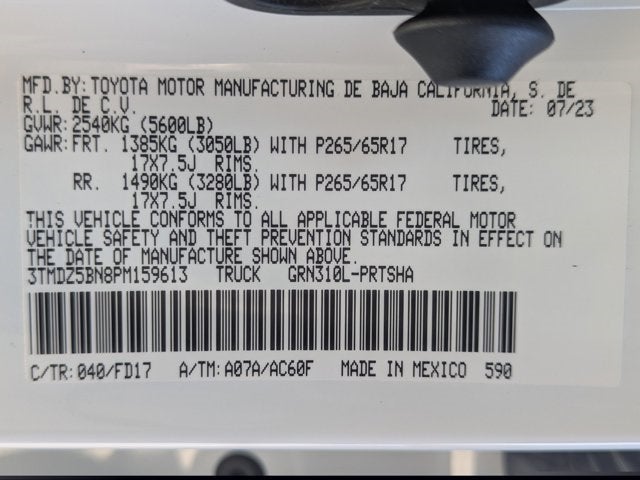 MFD.BY:TOYOTA MOTOR MANUFACTURING DE BAJA CALIFORNIA, S. DE
R.L. DE C.V. DATE: 07/23
GVWR:2540KG (5600LB)
GAWR:FRT. 1385KG (3050LB) WITH P265/65R17 TIRES,
17X7.5J RIMS.
RR. 1490KG (3280LB) WITH P265/65R17 TIRES,
17X7.5J RIMS.
THIS VEHICLE CONFORMS TO ALL APPLICABLE FEDERAL MOTOR
VEHICLE SAFETY AND THEFT PREVENTION STANDARDS IN EFFECT ON
THE DATE OF MANUFACTURE SHOWN ABOVE.
3TMDZ5BN8PM159613 TRUCK GRN310L-PRTSHA
C/TR:040/FD17 A/TM:A07A/AC60F MADE IN MEXICO 590